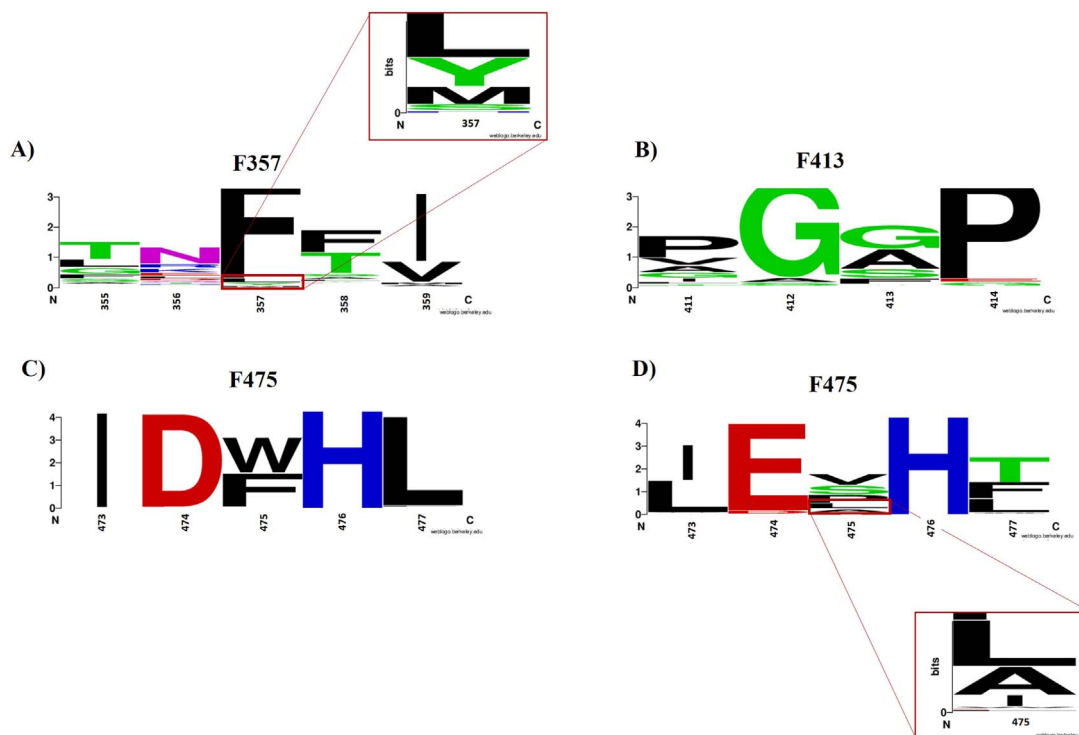 bits
0
N
357
C
weblogo.berkeley.edu
A)
F357
3
2
1
0
T
N
F
F
T
I
V
N
355
356
357
358
359
C
weblogo.berkeley.edu
B)
F413
3
2
1
0
P
V
A
G
A
G
A
S
P
N
411
412
413
414
C
weblogo.berkeley.edu
C)
F475
4
3
2
1
0
I
D
W
F
H
L
N
473
474
475
476
477
C
weblogo.berkeley.edu
D)
F475
4
3
2
1
0
I
L
E
V
S
H
T
F
L
N
473
474
475
476
477
C
weblogo.berkeley.edu
L
Y
M
S
bits
0
L
A
I
N
475
C